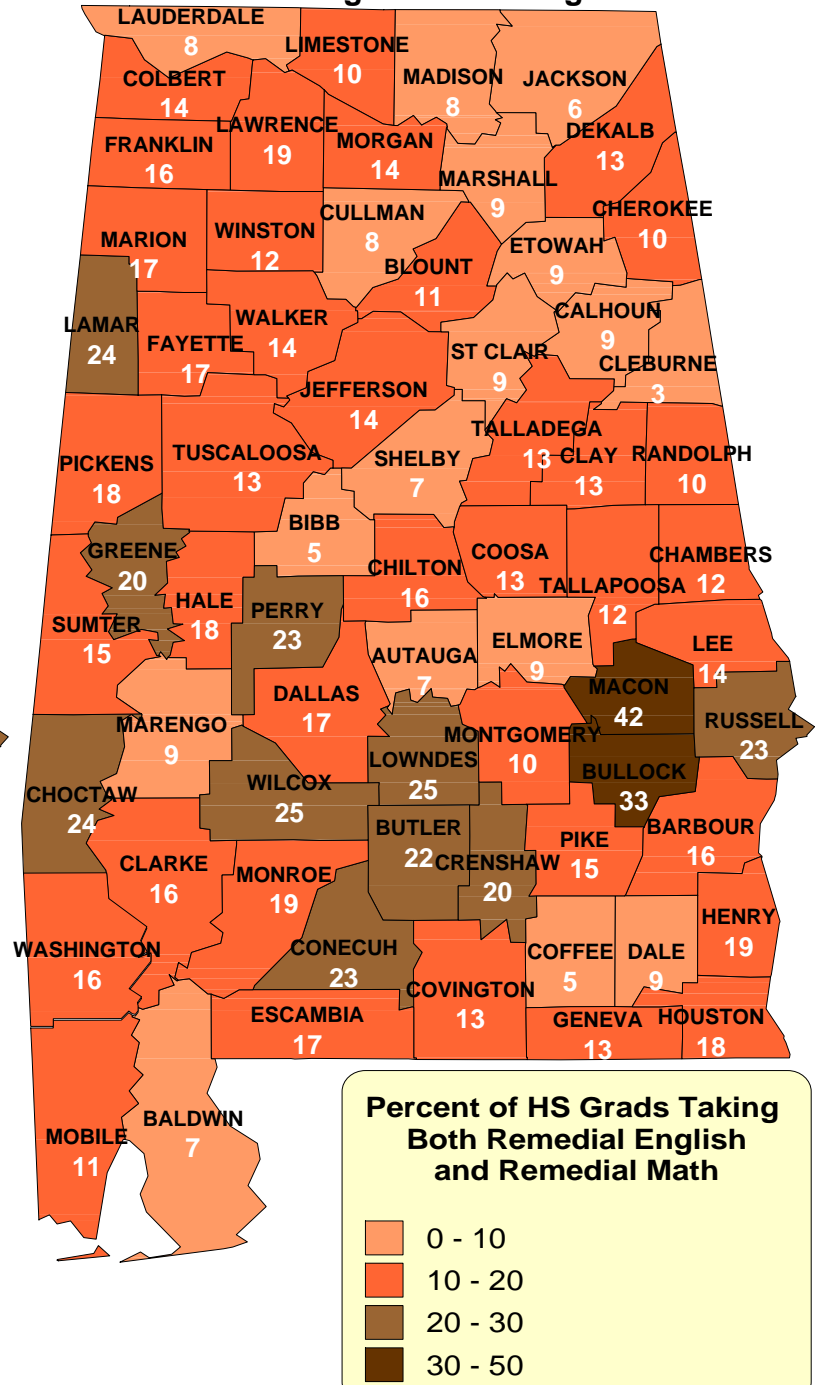 LAUDERDALE
8
LIMESTONE
10
MADISON
8
JACKSON
6
COLBERT
14
LAWRENCE
19
FRANKLIN
16
MORGAN
14
DEKALB
13
MARSHALL
9
CHEROKEE
10
CULLMAN
8
MARION
17
WINSTON
12
BLOUNT
11
ETOWAH
9
LAMAR
24
FAYETTE
17
WALKER
14
ST CLAIR
9
CALHOUN
9
CLEBURNE
3
JEFFERSON
14
TALLADEGA
13
CLAY
13
RANDOLPH
10
PICKENS
18
TUSCALOOSA
13
SHELBY
7
BIBB
5
GREENE
20
HALE
18
PERRY
23
CHILTON
16
COOSA
13
TALLAPOOSA
12
CHAMBERS
12
SUMTER
15
AUTAUGA
7
ELMORE
9
LEE
14
MACON
42
RUSSELL
23
DALLAS
17
MARENGO
9
MONTGOMERY
10
LOWNDES
25
BULLOCK
33
CHOCTAW
24
WILCOX
25
BUTLER
22
CRENSHAW
20
PIKE
15
BARBOUR
16
CLARKE
16
MONROE
19
HENRY
19
WASHINGTON
16
CONECUH
23
COFFEE
5
DALE
9
COVINGTON
13
ESCAMBIA
17
GENEVA
13
HOUSTON
18
MOBILE
11
BALDWIN
7
Percent of HS Grads Taking
Both Remedial English
and Remedial Math
0 - 10
10 - 20
20 - 30
30 - 50